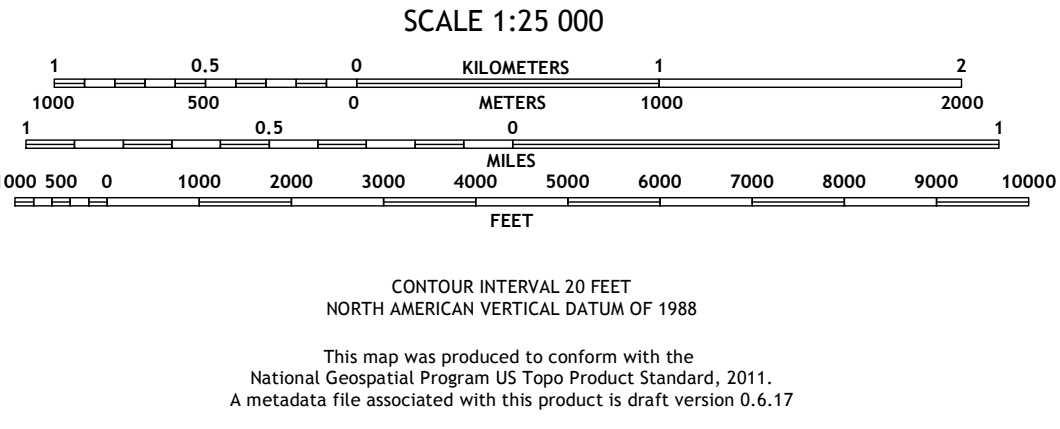 SCALE 1:25 000
1 0.5 0 KILOMETERS 1 2
1000 500 0 METERS 1000 2000
1 0.5 0 1
MILES
000 500 0 1000 2000 3000 4000 5000 6000 7000 8000 9000 10000
FEET
CONTOUR INTERVAL 20 FEET
NORTH AMERICAN VERTICAL DATUM OF 1988
This map was produced to conform with the
National Geospatial Program US Topo Product Standard, 2011.
A metadata file associated with this product is draft version 0.6.17